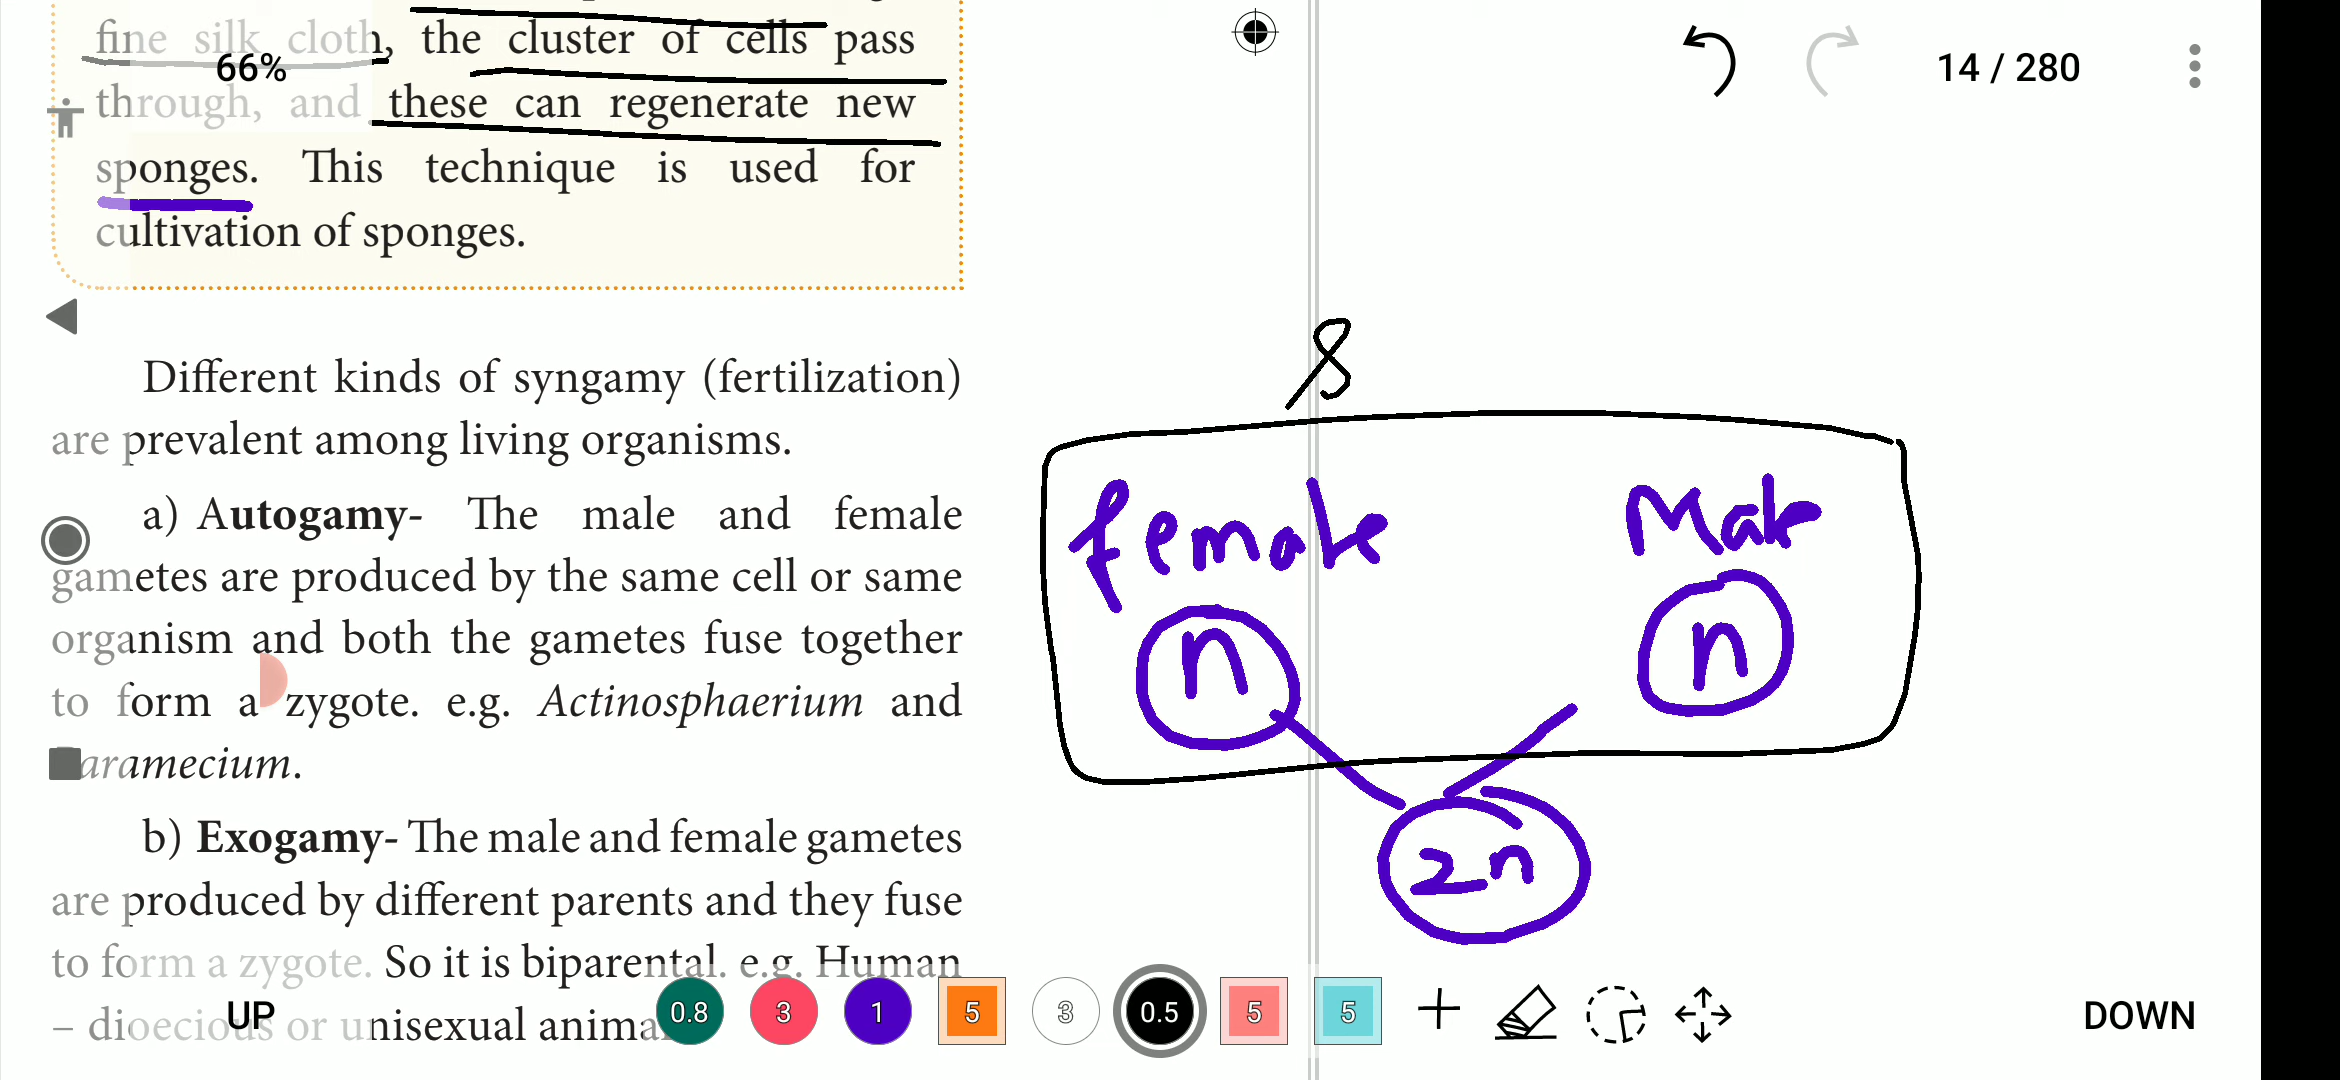 fine silk cloth, the cluster of cells pass
66%
through, and these can regenerate new
sponges. This technique is used for
cultivation of sponges.
14 / 280
Different kinds of syngamy (fertilization)
are prevalent among living organisms.
a) Autogamy- The male and female
gametes are produced by the same cell or same
organism and both the gametes fuse together
to form a zygote. e.g. Actinosphaerium and
aramecium.
b) Exogamy- The male and female gametes
are produced by different parents and they fuse
to form a zygote. So it is biparental. e.g. Human
– dioecious or unisexual anima
female
Male
n
n
2n
UP
0.8 3 1 5 3 0.5 5 5
DOWN